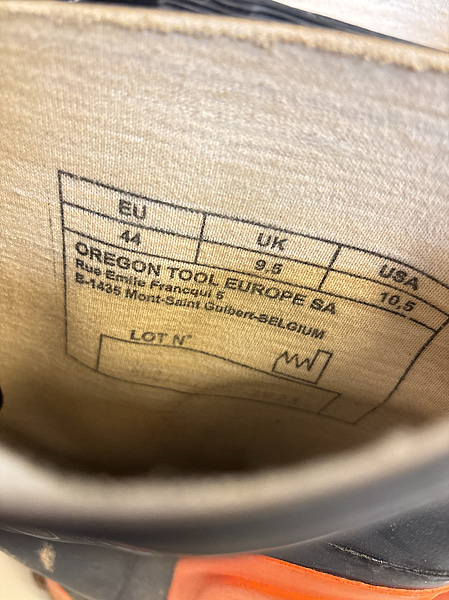 EU UK USA
44 9.5 10.5
OREGON TOOL EUROPE SA
Rue Emile Francqui 5
B-1435 Mont-Saint Guibert-BELGIUM
LOT N°